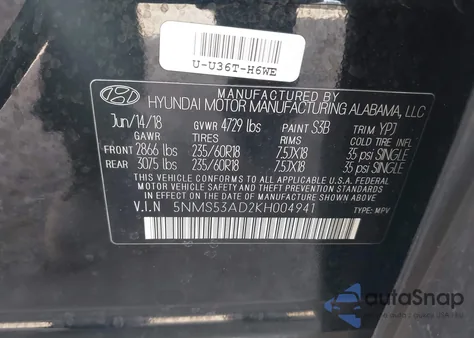 U-U36T-H6WE
MANUFACTURED BY
HYUNDAI MOTOR MANUFACTURING ALABAMA, LLC
Jun/14/18 GVWR 4729 lbs PAINT S3B TRIM YPJ
GAWR TIRES RIMS COLD TIRE INFL
FRONT 2866 lbs 235/60R18 7.5JX18 35 psi SINGLE
REAR 3075 lbs 235/60R18 7.5JX18 35 psi SINGLE
THIS VEHICLE CONFORMS TO ALL APPLICABLE
FEDERAL MOTOR VEHICLE SAFETY STANDARDS
IN EFFECT ON THE DATE OF MANUFACTURE SHOWN ABOVE.
V.I.N 5NMS53AD2KH004941 TYPE: MPV
autoSnap